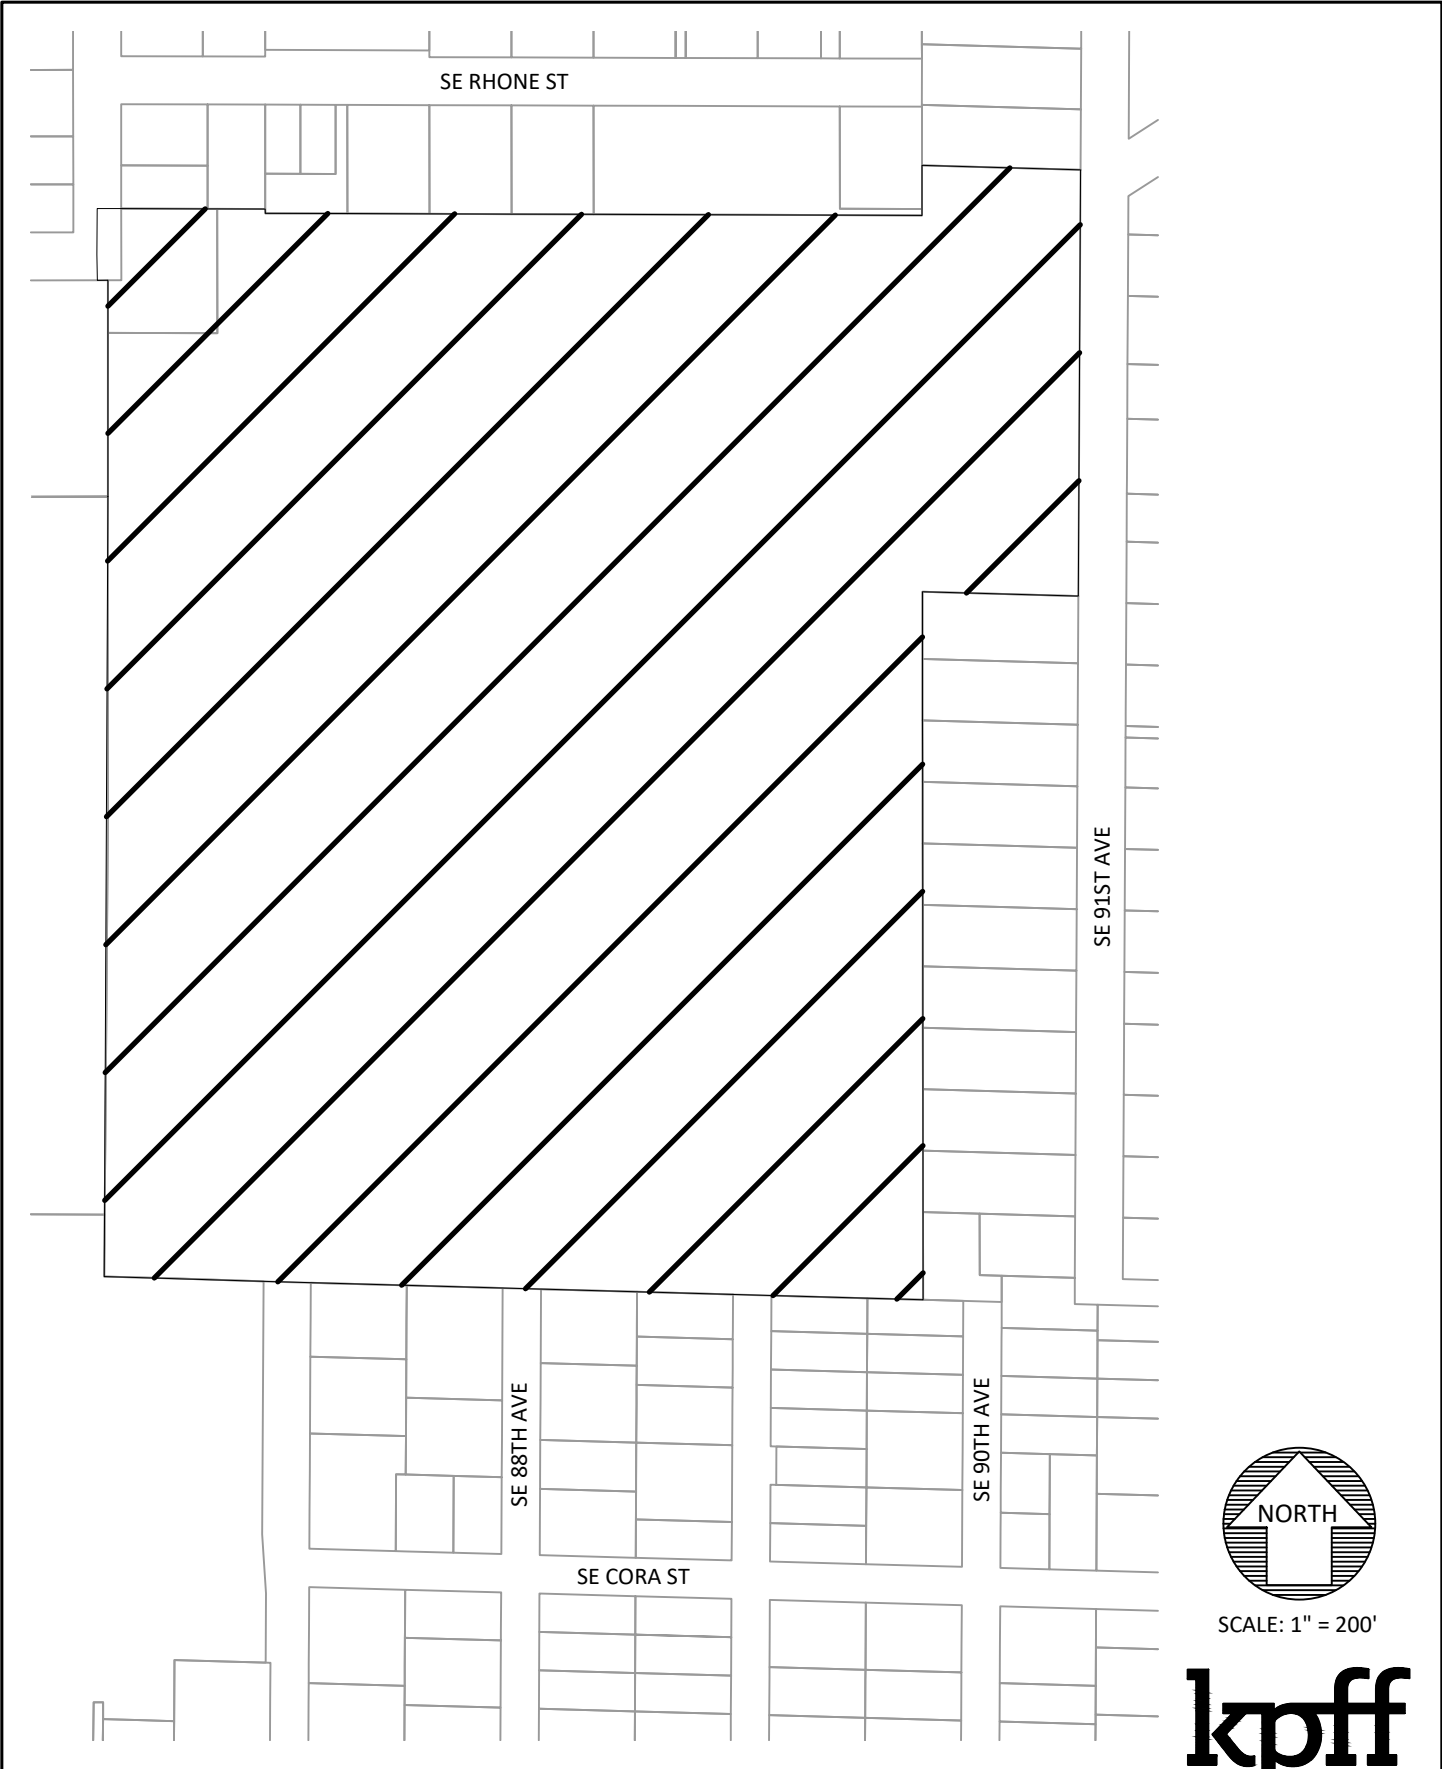 SE RHONE ST
SE 91ST AVE
SE 88TH AVE
SE 90TH AVE
SE CORA ST
NORTH
SCALE: 1" = 200'
kpff